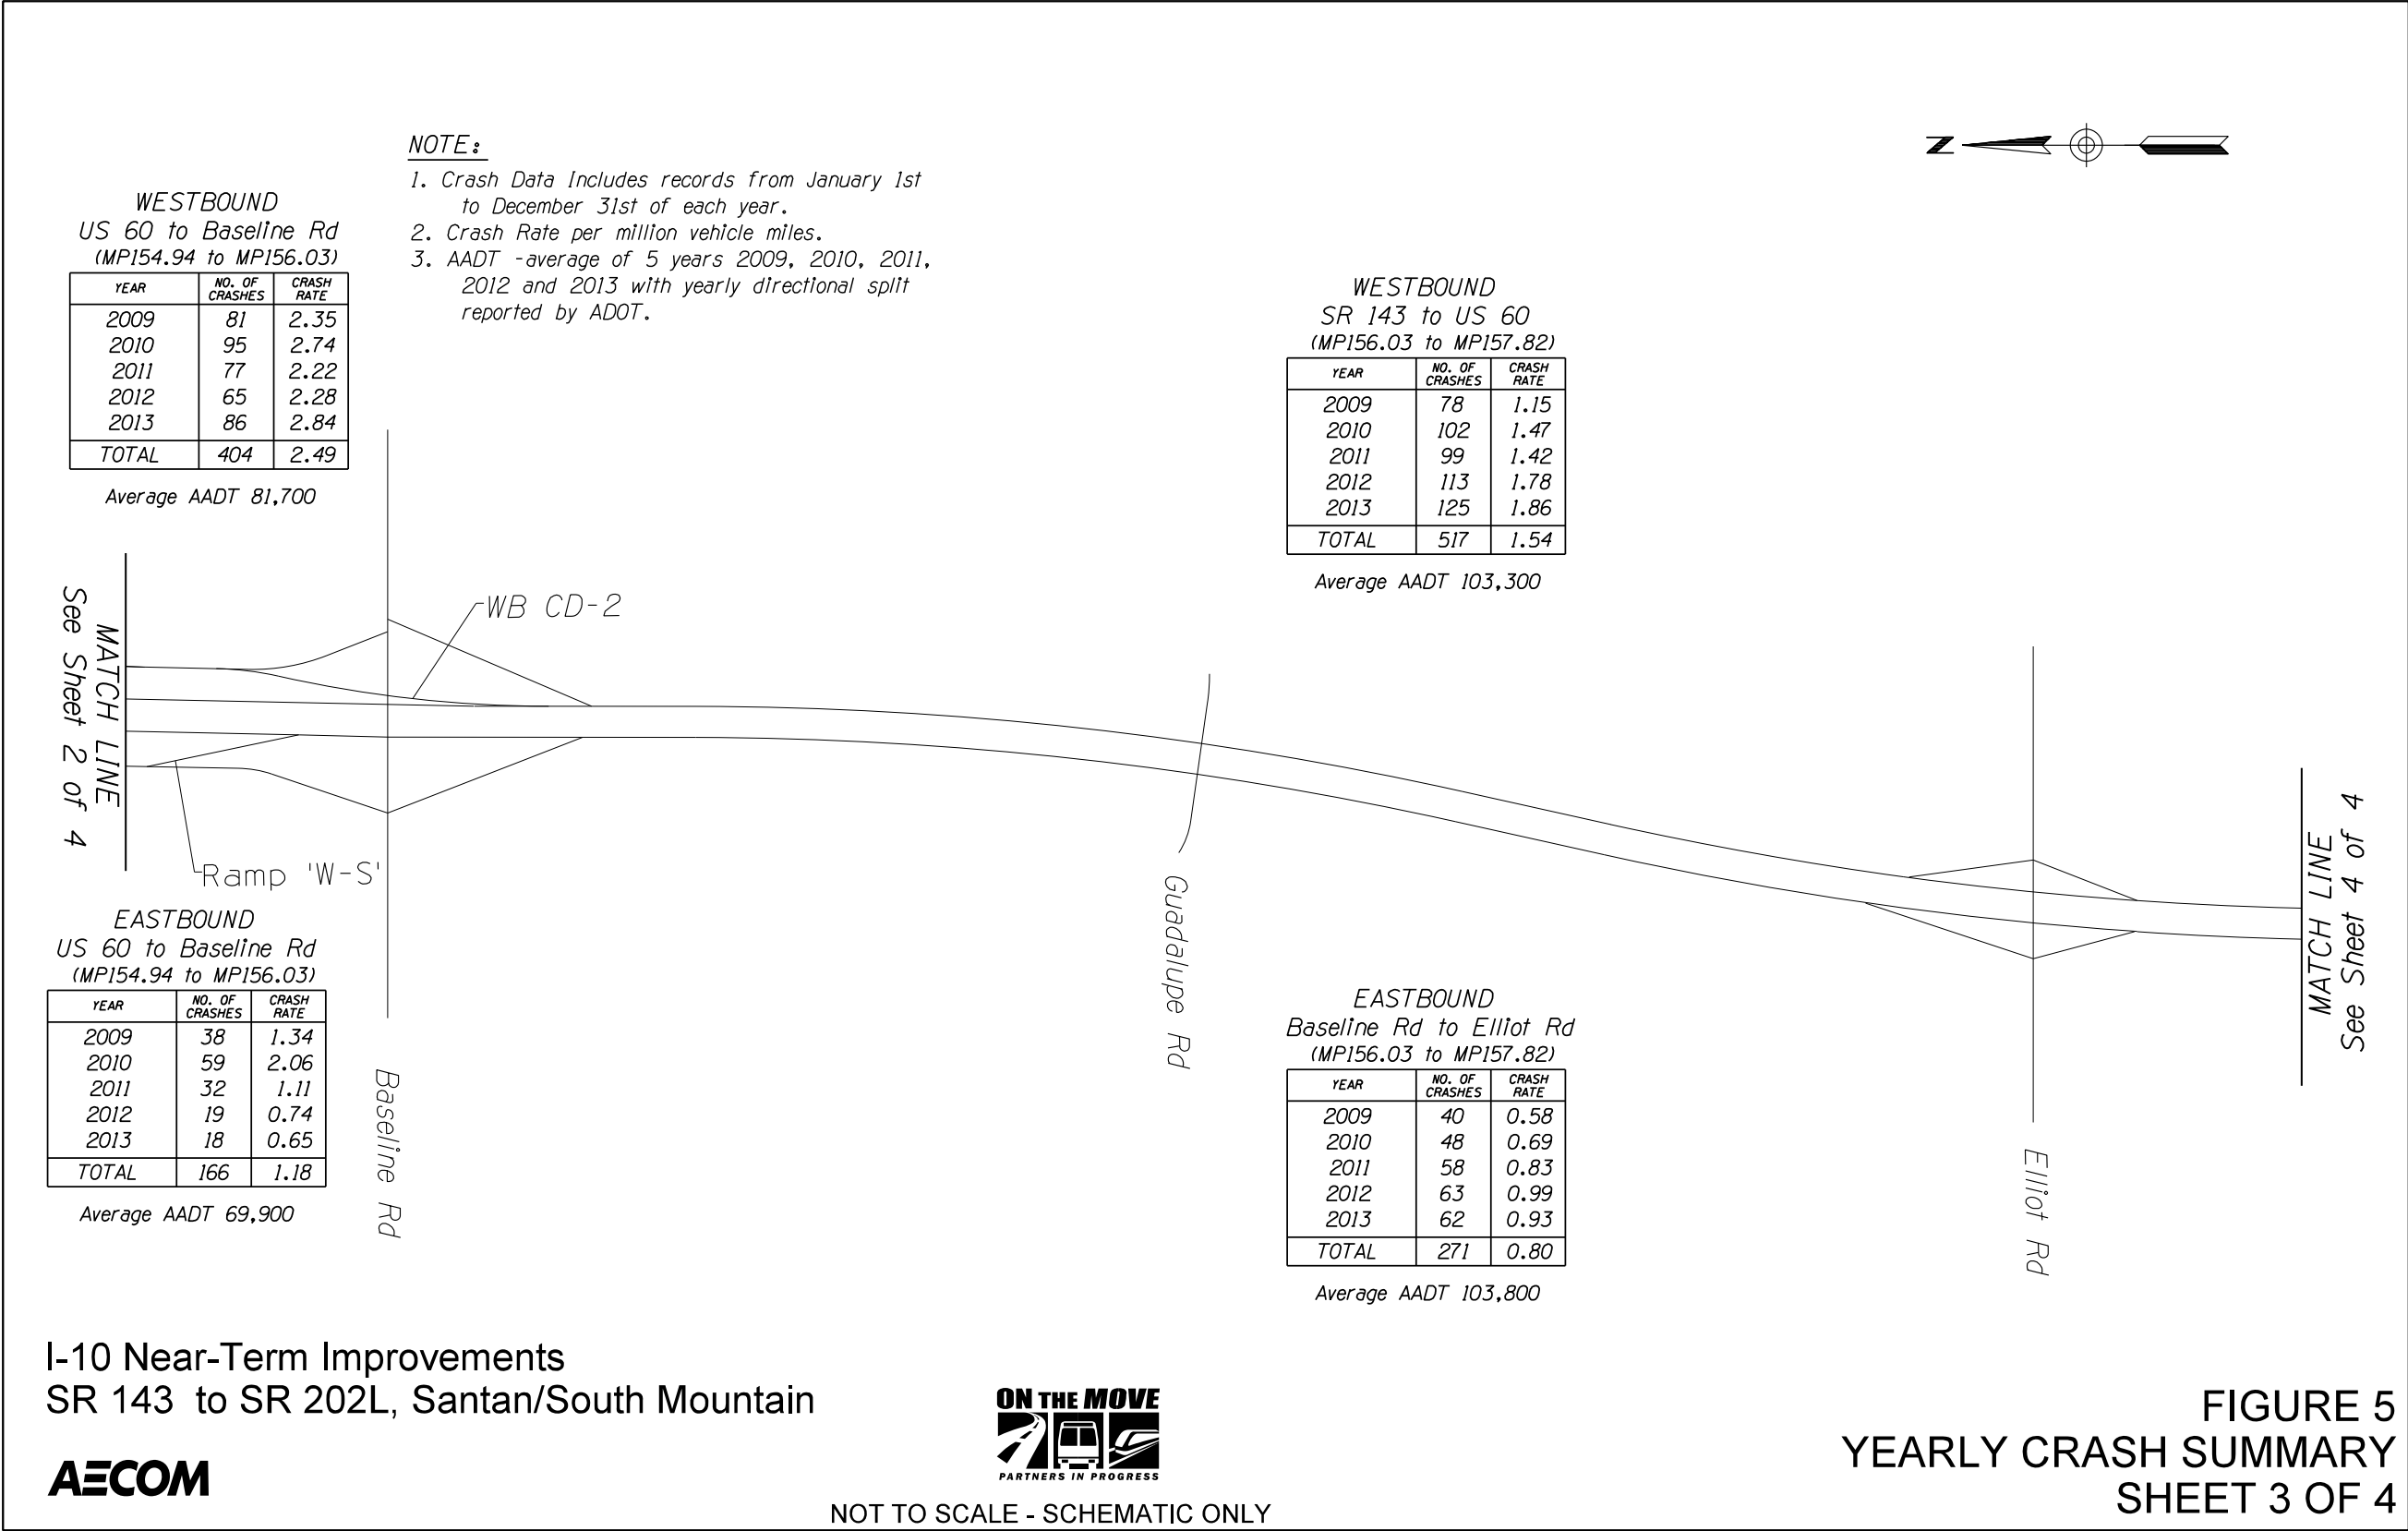 NOTE:
1. Crash Data Includes records from January 1st
to December 31st of each year.
2. Crash Rate per million vehicle miles.
3. AADT -average of 5 years 2009, 2010, 2011,
2012 and 2013 with yearly directional split
reported by ADOT.
N
WESTBOUND
US 60 to Baseline Rd
(MP154.94 to MP156.03)
YEAR NO. OF CRASHES CRASH RATE
2009 81 2.35
2010 95 2.74
2011 77 2.22
2012 65 2.28
2013 86 2.84
TOTAL 404 2.49
Average AADT 81,700
WESTBOUND
SR 143 to US 60
(MP156.03 to MP157.82)
YEAR NO. OF CRASHES CRASH RATE
2009 78 1.15
2010 102 1.47
2011 99 1.42
2012 113 1.78
2013 125 1.86
TOTAL 517 1.54
Average AADT 103,300
MATCH LINE
See Sheet 2 of 4
WB CD-2
Ramp 'W-S'
Baseline Rd
Guadalupe Rd
Elliot Rd
MATCH LINE
See Sheet 4 of 4
EASTBOUND
US 60 to Baseline Rd
(MP154.94 to MP156.03)
YEAR NO. OF CRASHES CRASH RATE
2009 38 1.34
2010 59 2.06
2011 32 1.11
2012 19 0.74
2013 18 0.65
TOTAL 166 1.18
Average AADT 69,900
EASTBOUND
Baseline Rd to Elliot Rd
(MP156.03 to MP157.82)
YEAR NO. OF CRASHES CRASH RATE
2009 40 0.58
2010 48 0.69
2011 58 0.83
2012 63 0.99
2013 62 0.93
TOTAL 271 0.80
Average AADT 103,800
I-10 Near-Term Improvements
SR 143 to SR 202L, Santan/South Mountain
AECOM
ON THE MOVE
PARTNERS IN PROGRESS
NOT TO SCALE - SCHEMATIC ONLY
FIGURE 5
YEARLY CRASH SUMMARY
SHEET 3 OF 4